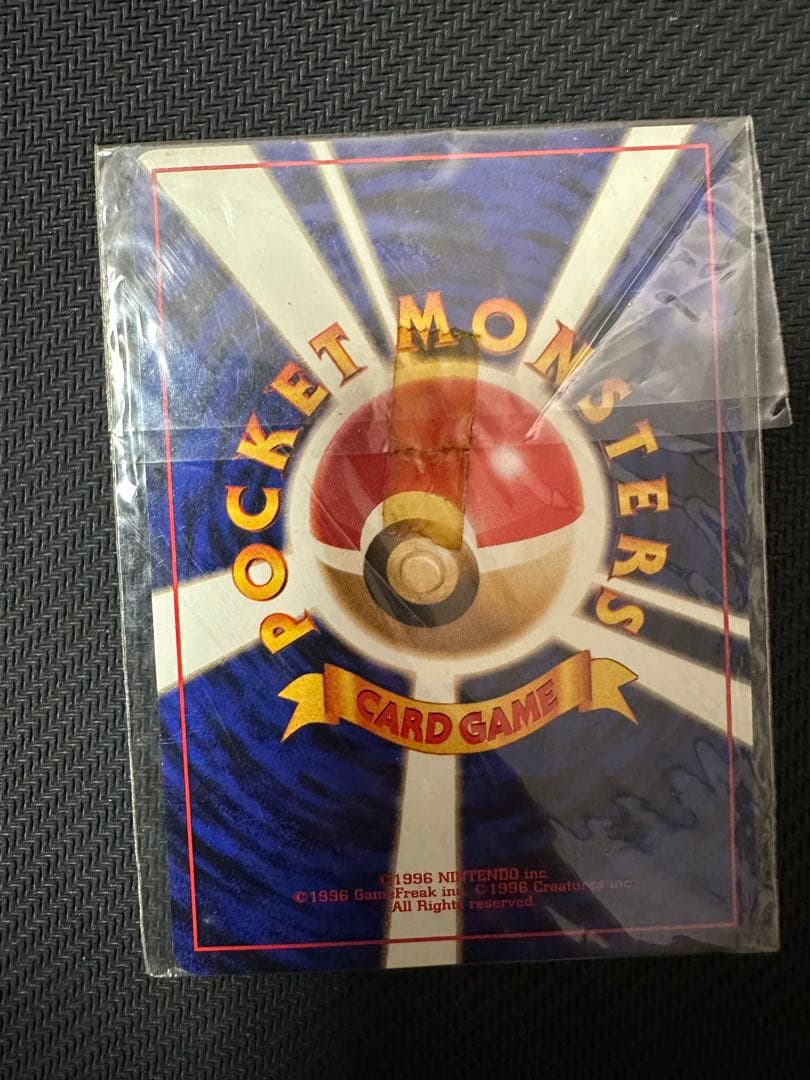 POCKET MONSTERS
CARD GAME
©1996 NINTENDO inc.
©1996 GameFreak inc. ©1996 Creatures inc.
All Rights reserved.